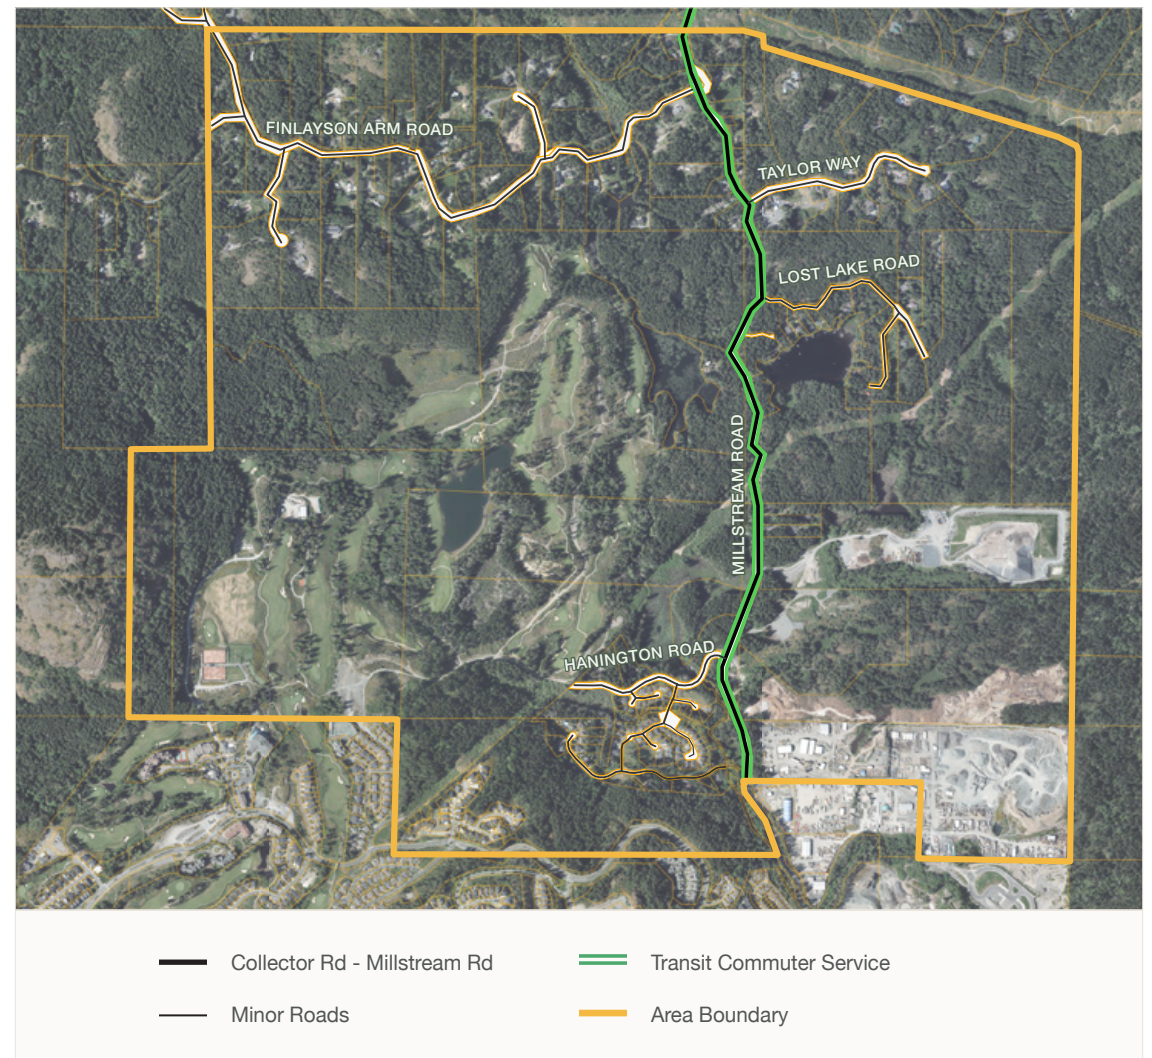 FINLAYSON ARM ROAD
TAYLOR WAY
LOST LAKE ROAD
MILLSTREAM ROAD
HANINGTON ROAD
Collector Rd - Millstream Rd
Transit Commuter Service
Minor Roads
Area Boundary